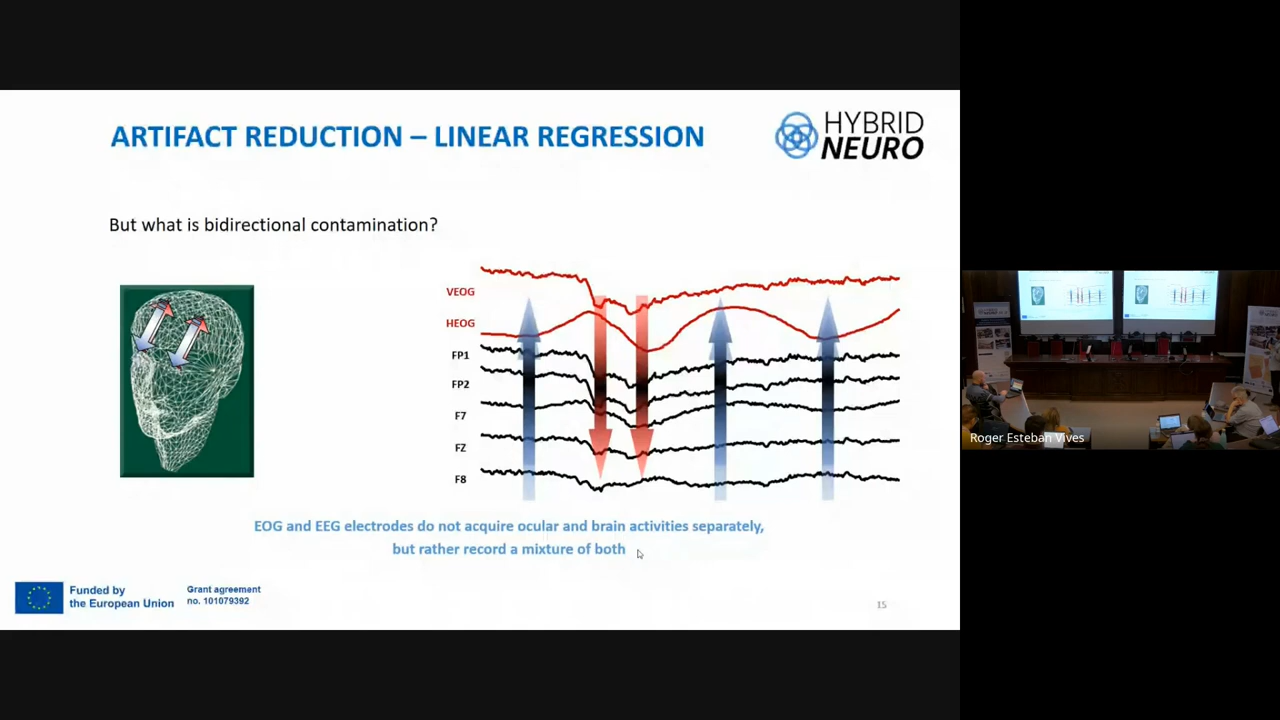 ARTIFACT REDUCTION – LINEAR REGRESSION
HYBRID
NEURO
But what is bidirectional contamination?
VEOG
HEOG
FP1
FP2
F7
FZ
F8
EOG and EEG electrodes do not acquire ocular and brain activities separately,
but rather record a mixture of both
Funded by
the European Union
Grant agreement
no. 101079392
15
Roger Esteban Vives